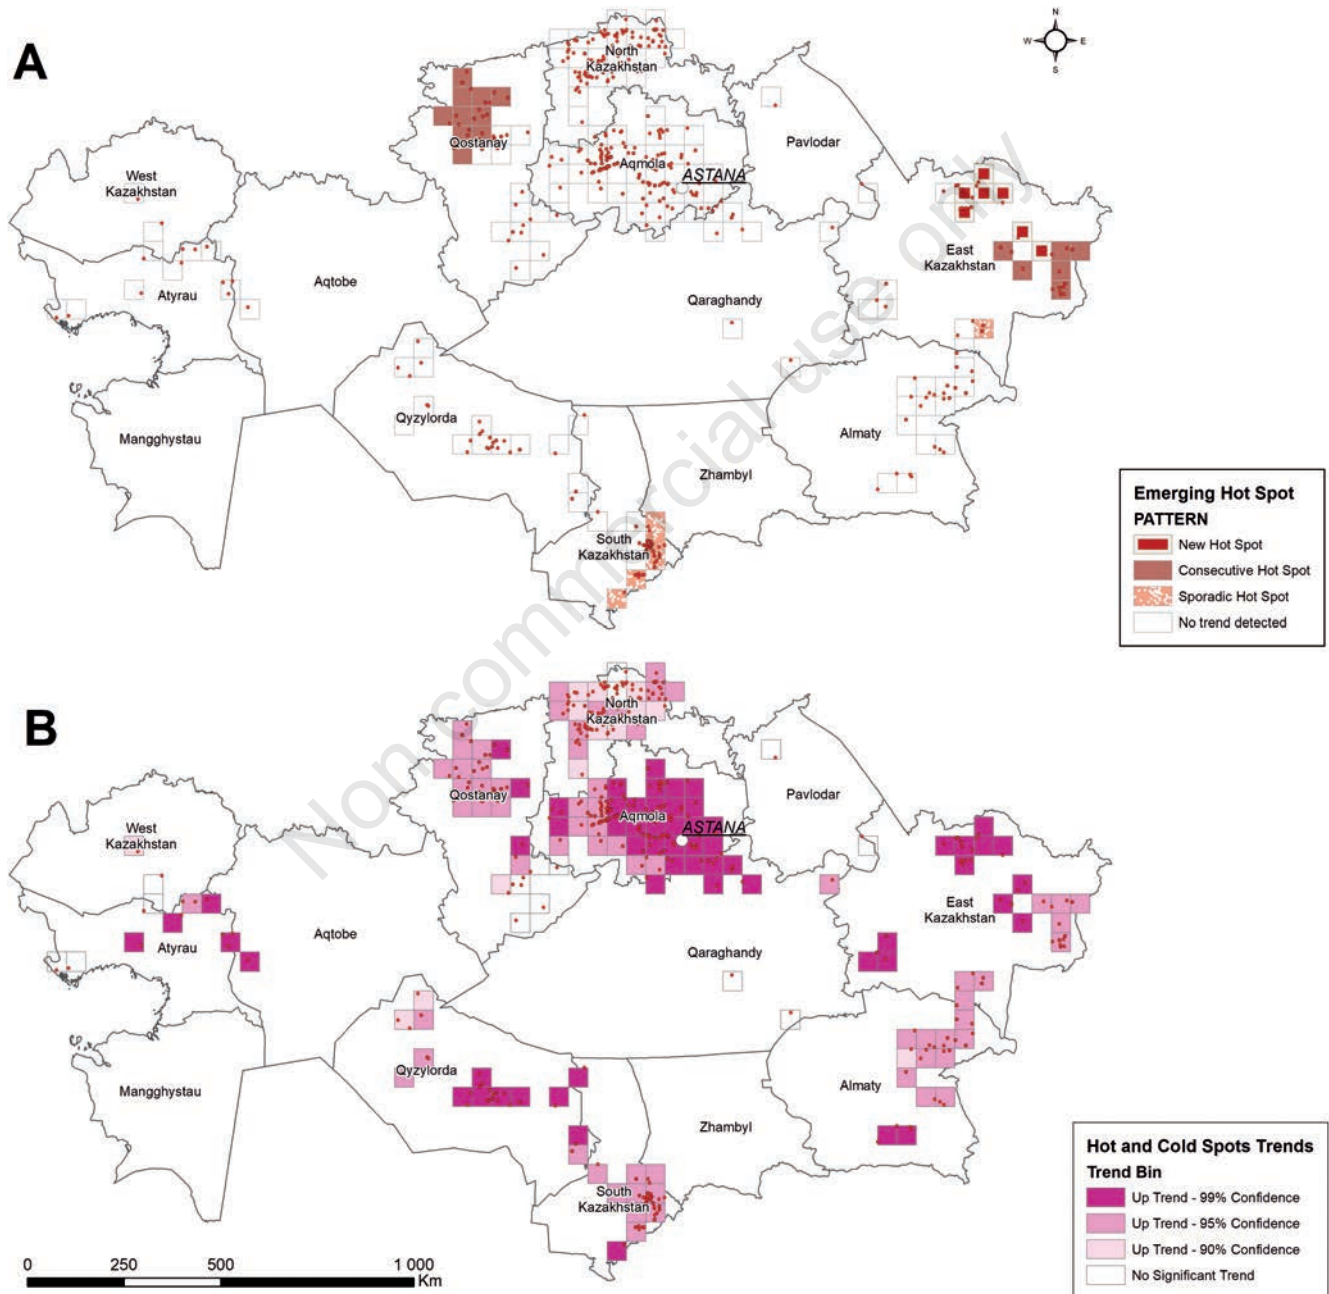 A
N
W E
S
North
Kazakhstan
Pavlodar
Qostanay
Aqmola
ASTANA
West
Kazakhstan
East
Kazakhstan
Aqtobe
Atyrau
Qaraghandy
Qyzylorda
Mangghystau
Almaty
Zhambyl
South
Kazakhstan
Emerging Hot Spot
PATTERN
New Hot Spot
Consecutive Hot Spot
Sporadic Hot Spot
No trend detected
Non commercial use only
B
North
Kazakhstan
Pavlodar
Qostanay
Aqmola
ASTANA
West
Kazakhstan
East
Kazakhstan
Aqtobe
Atyrau
Qaraghandy
Qyzylorda
Mangghystau
Almaty
Zhambyl
South
Kazakhstan
Hot and Cold Spots Trends
Trend Bin
Up Trend - 99% Confidence
Up Trend - 95% Confidence
Up Trend - 90% Confidence
No Significant Trend
0 250 500 1 000
Km